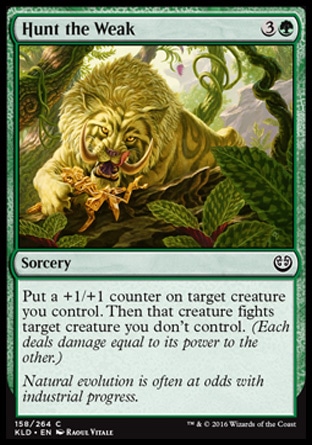 Hunt the Weak 3
Sorcery
Put a +1/+1 counter on target creature
you control. Then that creature fights
target creature you don't control. (Each
deals damage equal to its power to the
other.)
Natural evolution is often at odds with
industrial progress.
158/264 C
KLD • EN Raoul Vitale
™ & © 2016 Wizards of the Coast